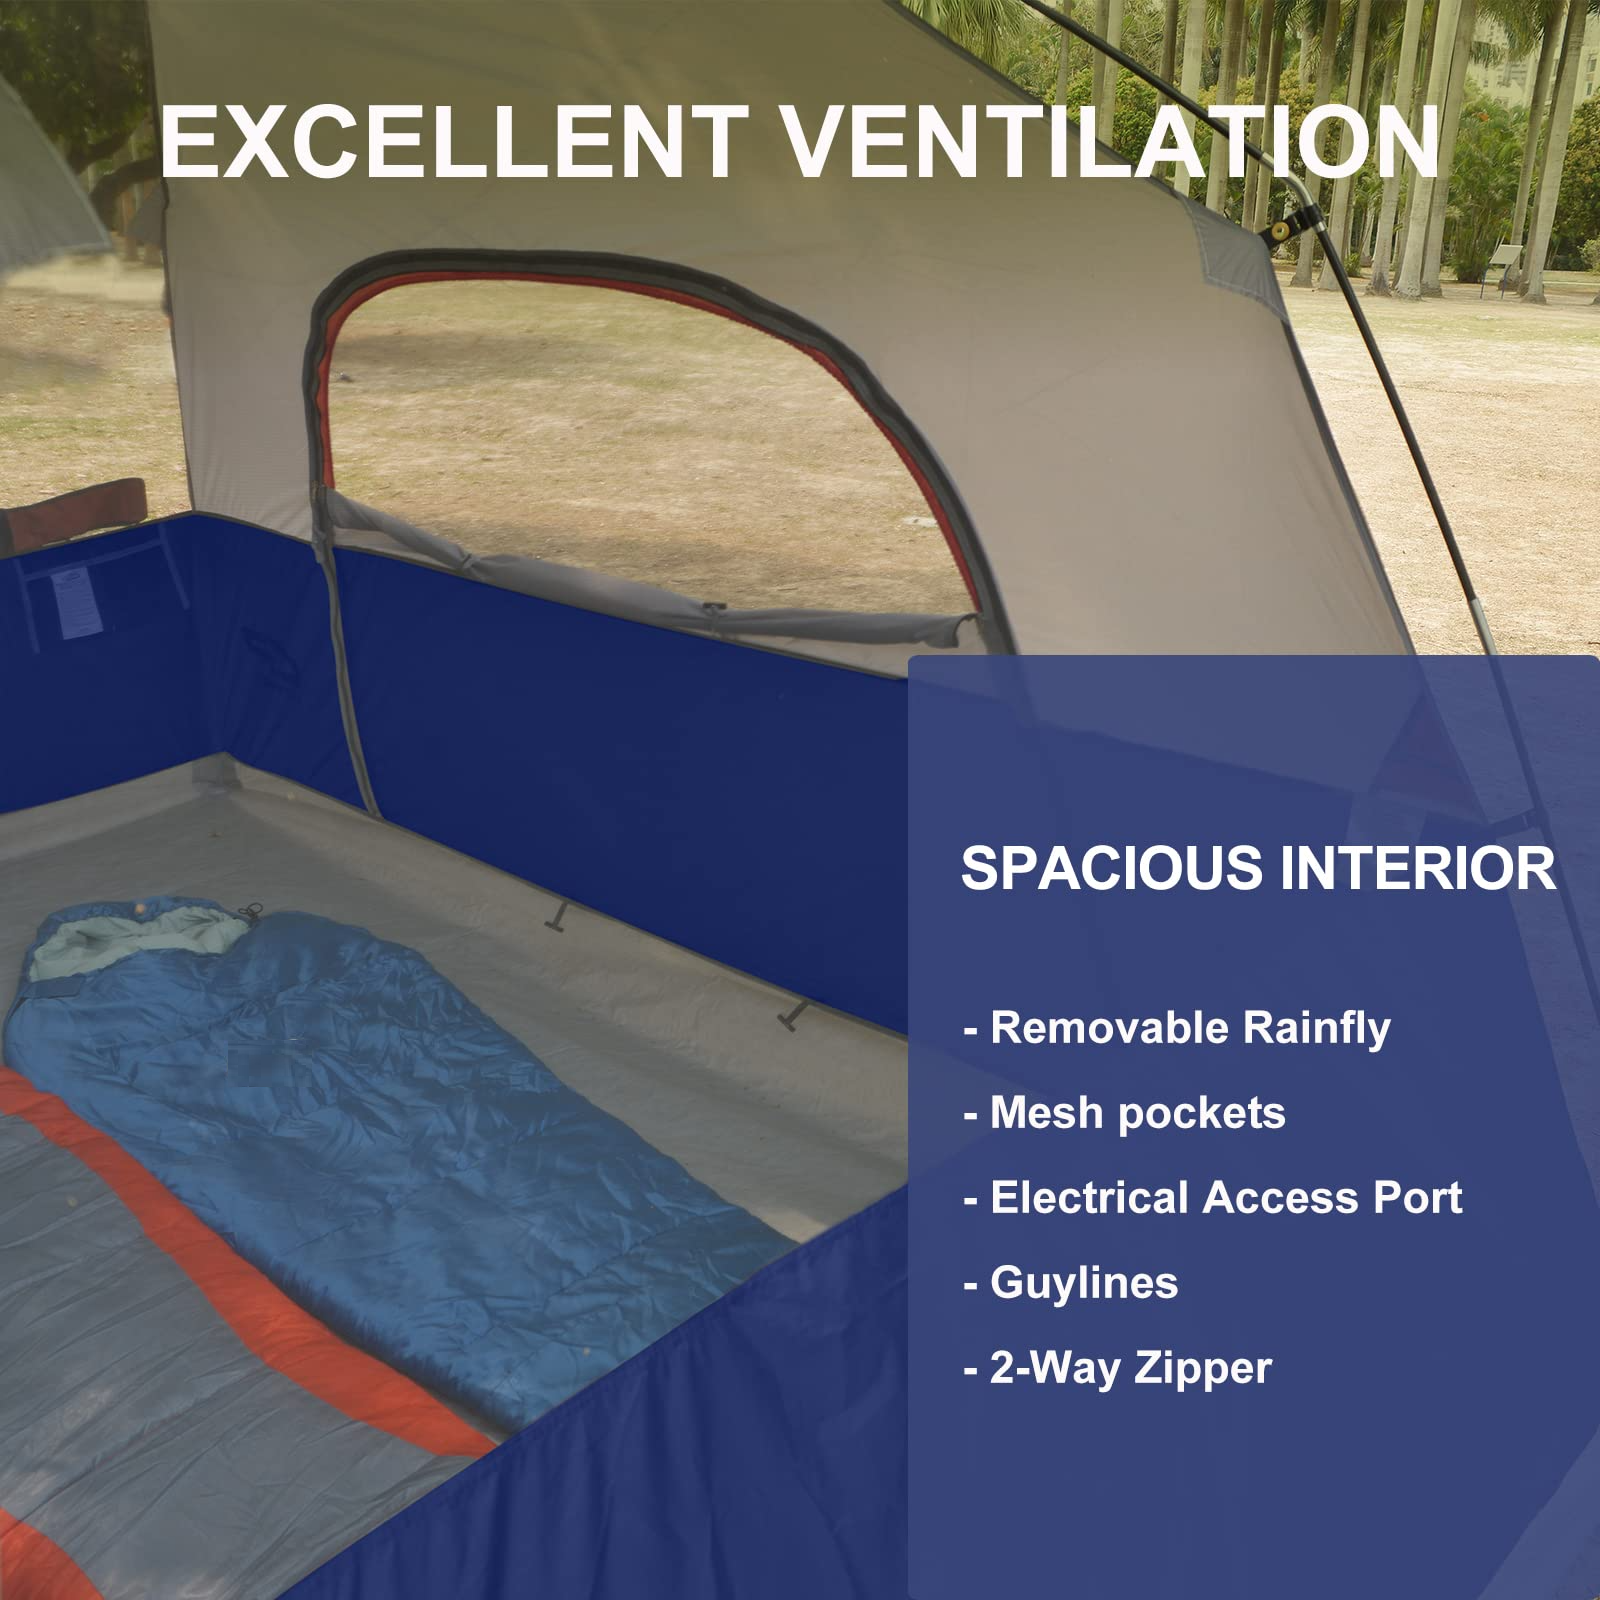 EXCELLENT VENTILATION
SPACIOUS INTERIOR
- Removable Rainfly
- Mesh pockets
- Electrical Access Port
- Guylines
- 2-Way Zipper